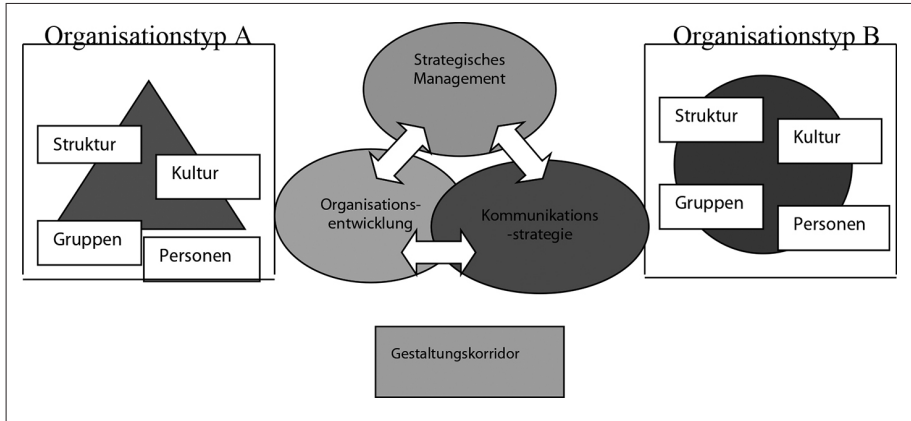 Organisationstyp A
Struktur
Kultur
Gruppen
Personen
Strategisches
Management
Organisations-
entwicklung
Kommunikations
-strategie
Gestaltungskorridor
Organisationstyp B
Struktur
Kultur
Gruppen
Personen